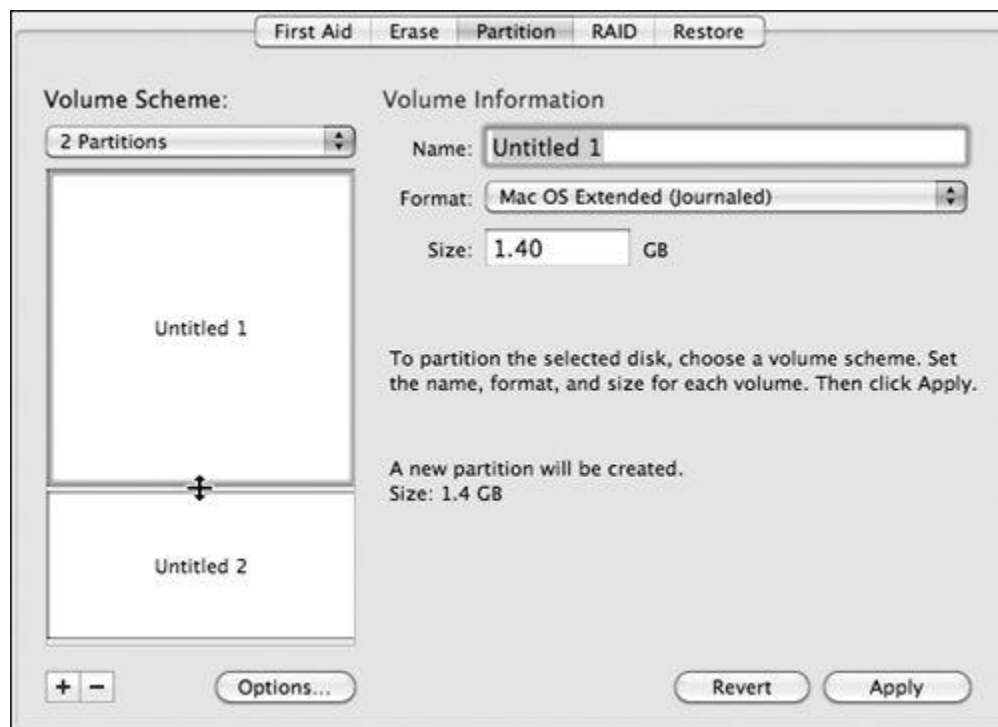 First Aid Erase Partition RAID Restore
Volume Scheme:
2 Partitions
Untitled 1
Untitled 2
+ −
Options...
Volume Information
Name: Untitled 1
Format: Mac OS Extended (Journaled)
Size: 1.40 GB
To partition the selected disk, choose a volume scheme. Set
the name, format, and size for each volume. Then click Apply.
A new partition will be created.
Size: 1.4 GB
Revert Apply